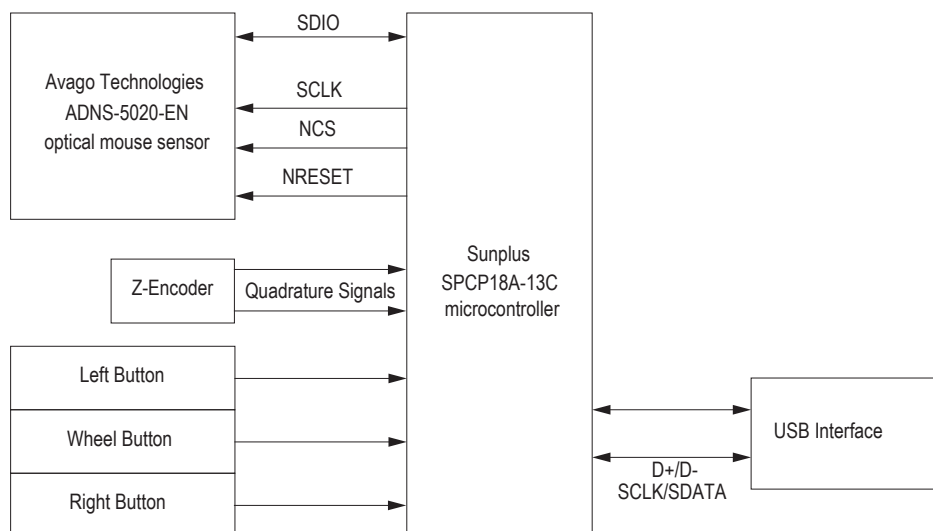 Avago Technologies
ADNS-5020-EN
optical mouse sensor
SDIO
SCLK
NCS
NRESET
Z-Encoder
Quadrature Signals
Left Button
Wheel Button
Right Button
Sunplus
SPCP18A-13C
microcontroller
D+/D-
SCLK/SDATA
USB Interface